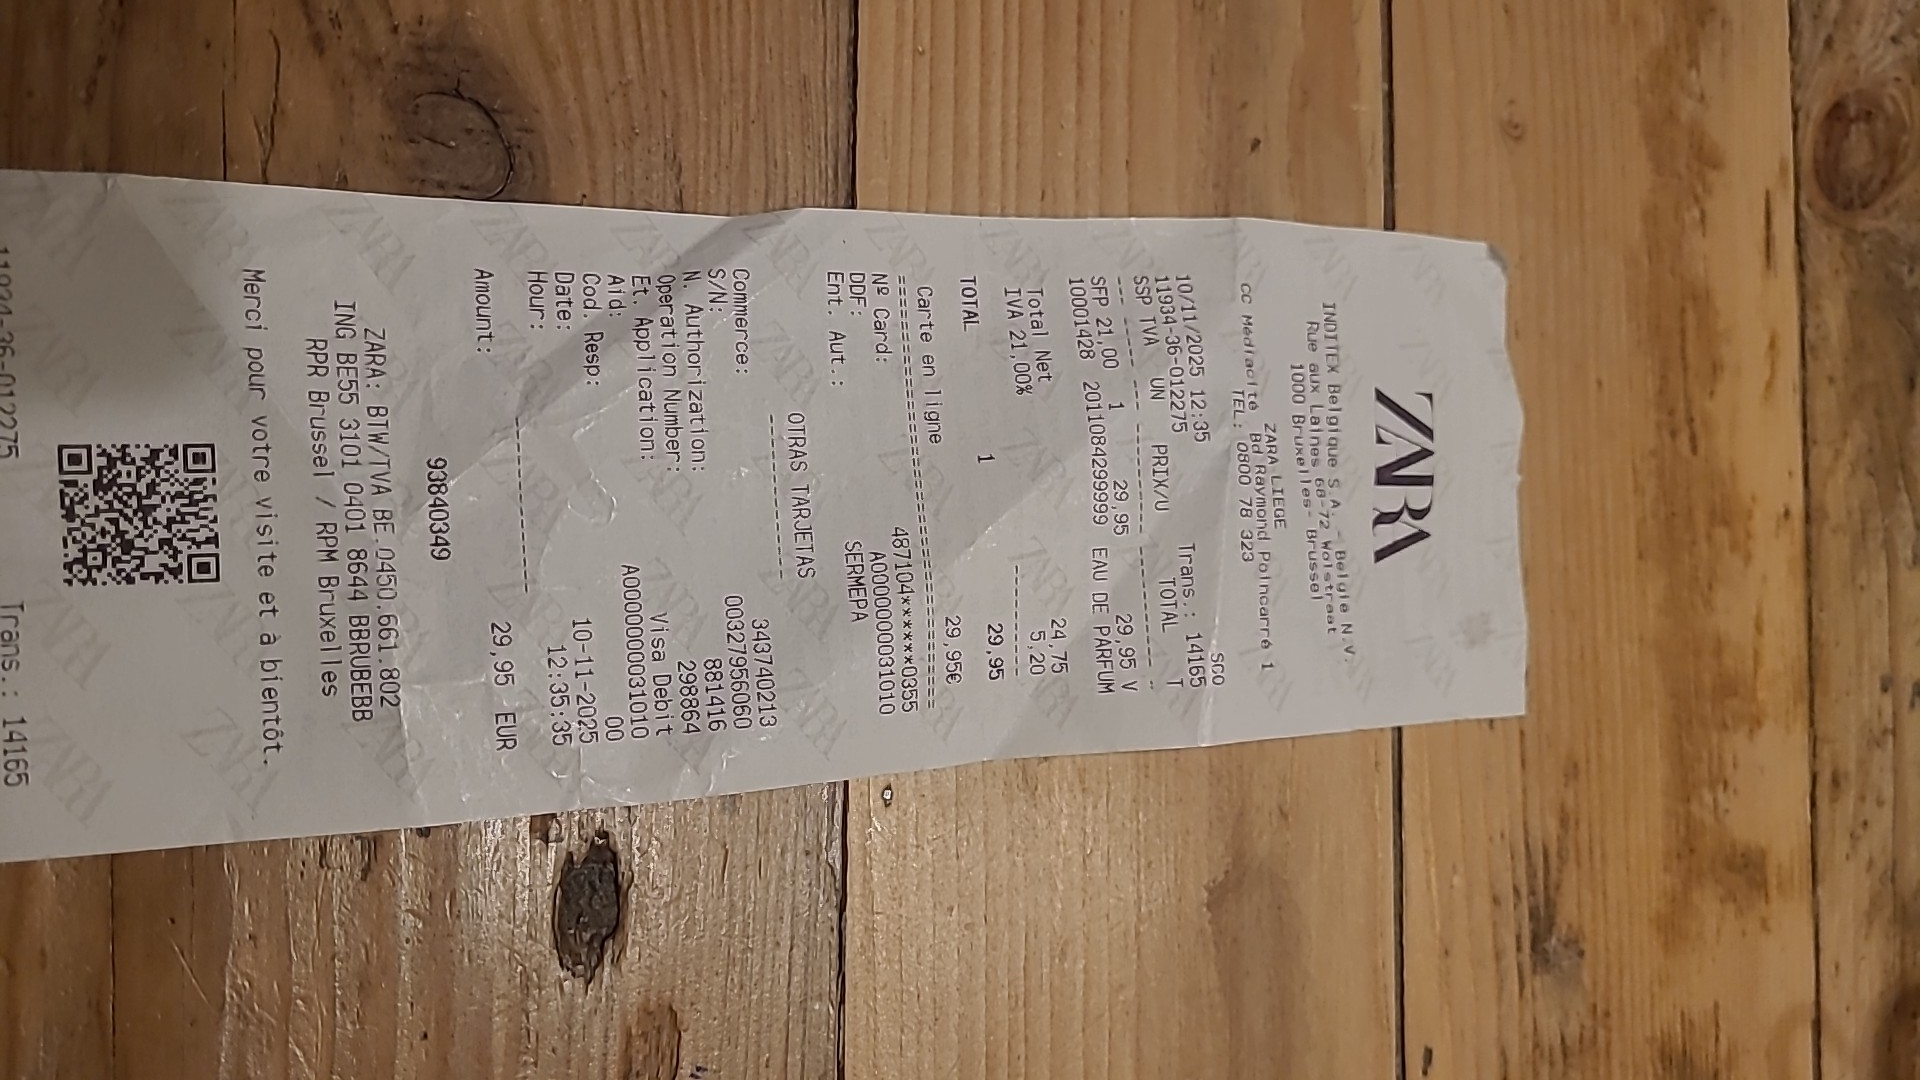 ZARA
INDITEX Belgique S.A. - Belgie N.V.
Rue aux Laines 68-72 Wolstraat
1000 Bruxelles- Brussel
ZARA LIEGE
CC Médiacité Bd Raymond Poincarré 1
TEL.: 0800 78 323
SCO
10/11/2025 12:35 Trans.: 14165
11934-36-012275
SSP TVA UN PRIX/U TOTAL T
SFP 21,00 1 29,95 29,95 V
10001428 20110842999999 EAU DE PARFUM
Total Net 24,75
IVA 21,00% 5,20
TOTAL 1 29,95
Carte en ligne 29,95€
Nº Card: 487104******0355
DDF: A0000000031010
Ent. Aut.: SERMEPA
OTRAS TARJETAS
Commerce: 343740213
S/N: 00327956060
N. Authorization: 881416
Operation Number: 298864
Et. Application: Visa Debit
Aid: A0000000031010
Cod. Resp: 00
Date: 10-11-2025
Hour: 12:35:35
Amount: 29,95 EUR
93840349
ZARA: BTW/TVA BE.0450.661.802
ING BE55 3101 0401 8644 BBRUBEBB
RPR Brussel / RPM Bruxelles
Merci pour votre visite et à bientôt.
11934-36-012275 Trans.: 14165